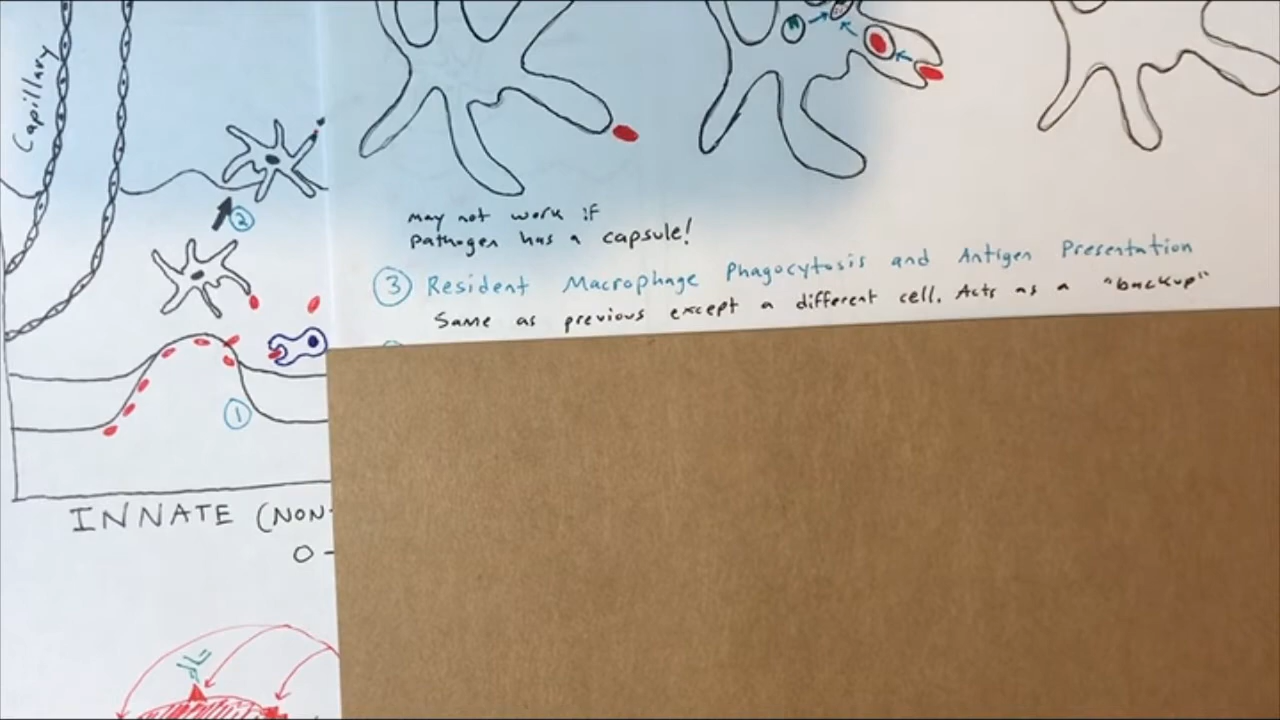 Capillary
2
may not work if
pathogen has a capsule!
3 Resident Macrophage Phagocytosis and Antigen Presentation
Same as previous except a different cell. Acts as a "backup"
1
INNATE (NON-
0 -